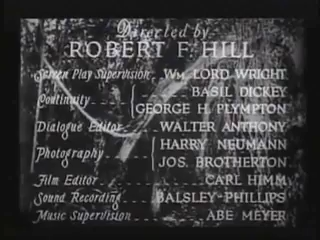 Directed by
ROBERT F. HILL
Screen Play Supervision WM. LORD WRIGHT
Continuity BASIL DICKEY
GEORGE H. PLYMPTON
Dialogue Editor WALTER ANTHONY
Photography HARRY NEUMANN
JOS. BROTHERTON
Film Editor CARL HIMM
Sound Recording BALSLEY-PHILLIPS
Music Supervision ABE MEYER